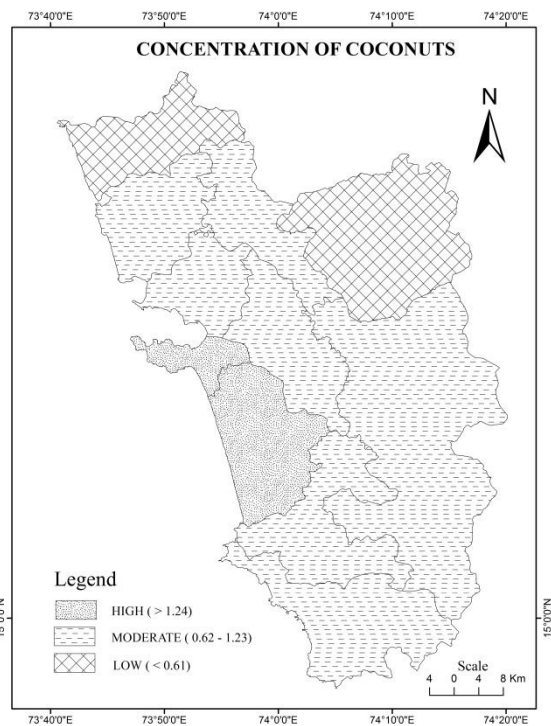 73°40'0"E 73°50'0"E 74°0'0"E 74°10'0"E 74°20'0"E
CONCENTRATION OF COCONUTS
N
Legend
HIGH ( > 1.24)
MODERATE ( 0.62 - 1.23)
LOW ( < 0.61)
15°0'0"N
15°0'0"N
Scale
4 0 4 8 Km
73°40'0"E 73°50'0"E 74°0'0"E 74°10'0"E 74°20'0"E